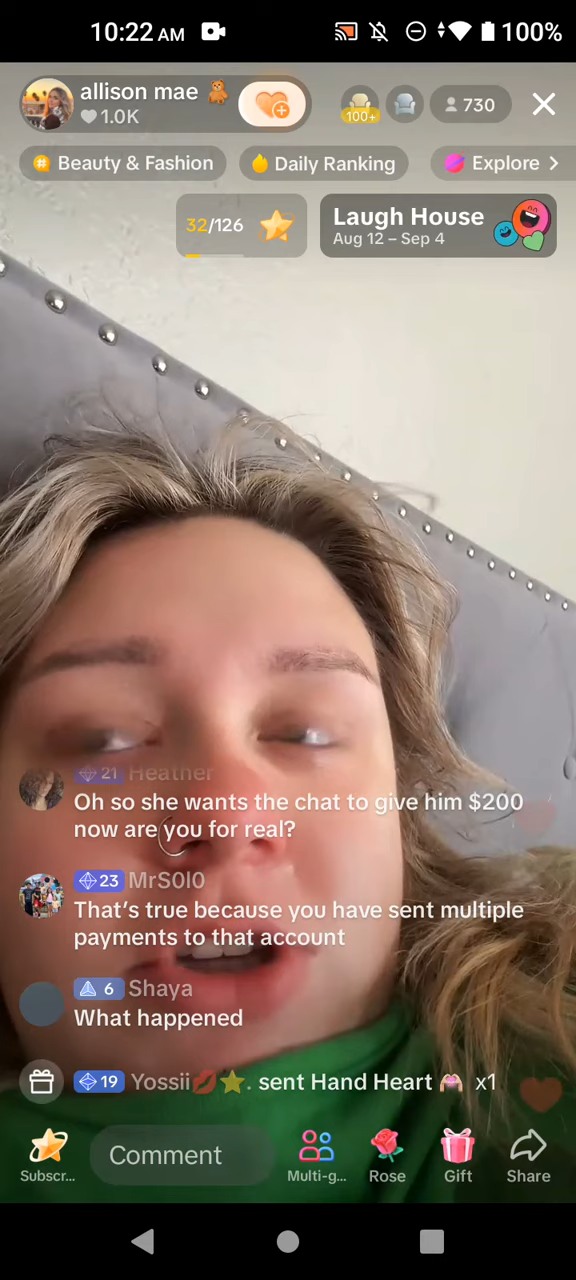 10:22 AM
100%
allison mae 🧸
1.0K
100+
730
Beauty & Fashion
Daily Ranking
Explore >
32/126
Laugh House
Aug 12 – Sep 4
21 Heather
Oh so she wants the chat to give him $200
now are you for real?
23 MrS0l0
That's true because you have sent multiple
payments to that account
6 Shaya
What happened
19 Yossii💋⭐. sent Hand Heart x1
Comment
Subscr...
Multi-g...
Rose
Gift
Share